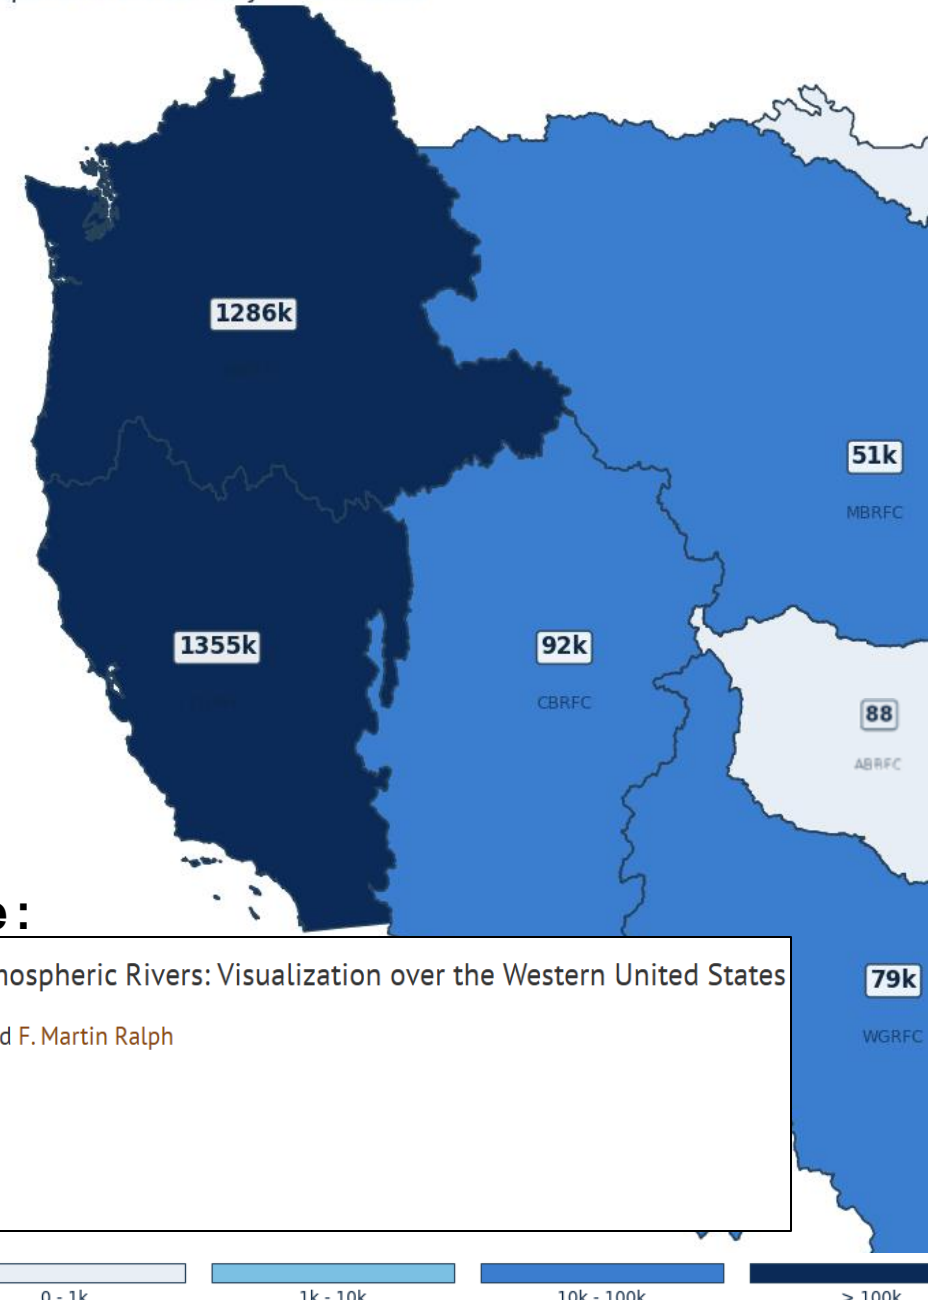 1286k
51k
MBRFC
1355k
92k
CBRFC
88
ABRFC
e :
nospheric Rivers: Visualization over the Western United States
79k
d F. Martin Ralph
WGRFC
0 - 1k
1k - 10k
10k - 100k
> 100k